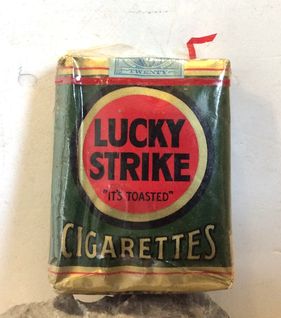 TWENTY
LUCKY
STRIKE
"IT'S TOASTED"
CIGARETTES